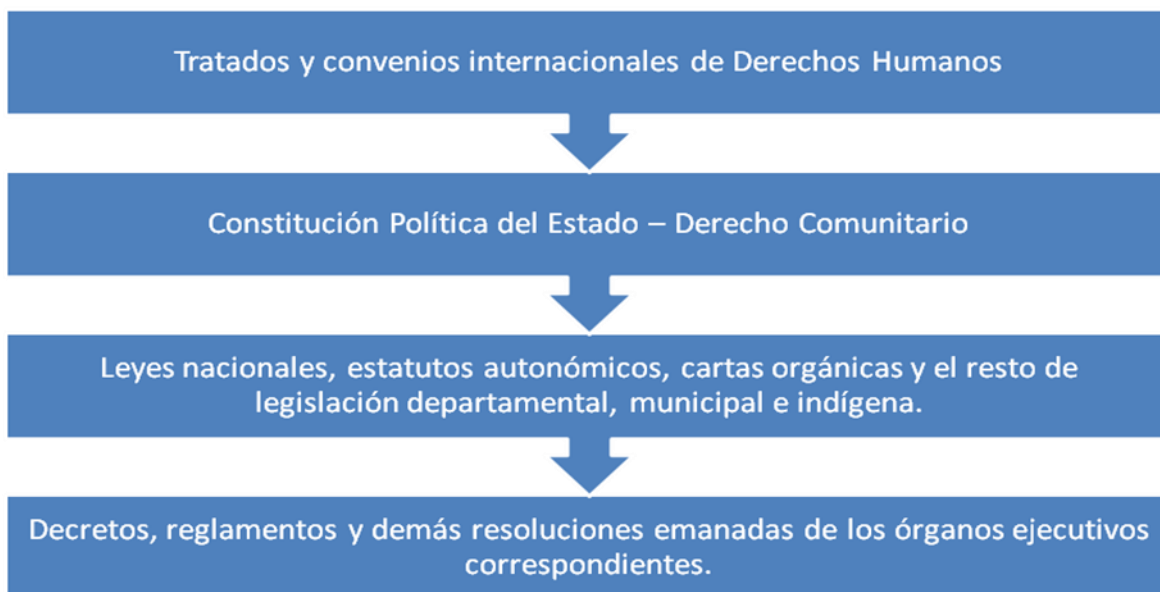 Tratados y convenios internacionales de Derechos Humanos
Constitución Política del Estado – Derecho Comunitario
Leyes nacionales, estatutos autonómicos, cartas orgánicas y el resto de
legislación departamental, municipal e indígena.
Decretos, reglamentos y demás resoluciones emanadas de los órganos ejecutivos
correspondientes.